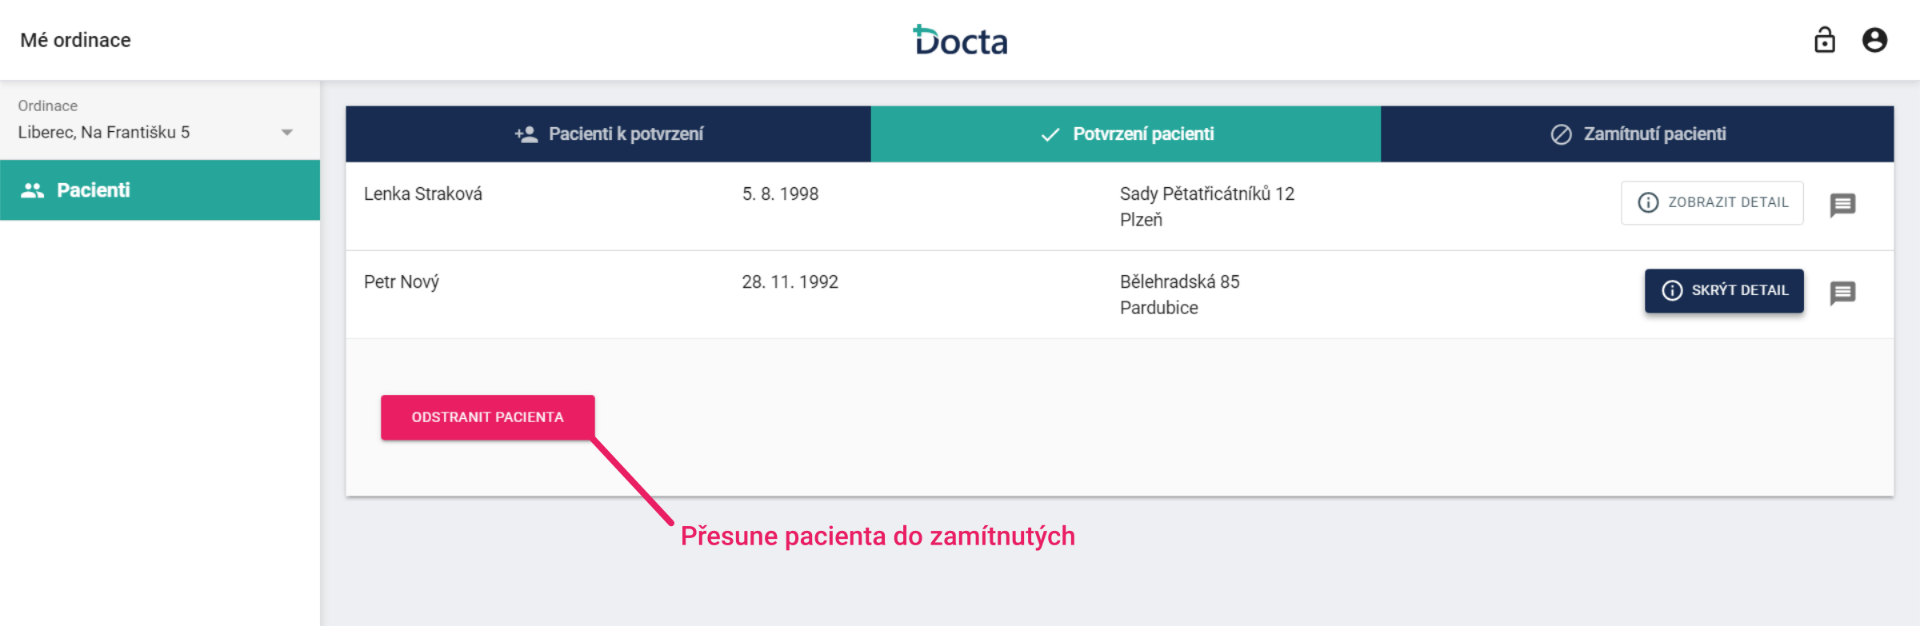 Mé ordinace
Docta
Ordinace
Liberec, Na Františku 5
Pacienti
Pacienti k potvrzení
Potvrzení pacienti
Zamítnutí pacienti
Lenka Straková
5. 8. 1998
Sady Pětatřicátníků 12
Plzeň
ZOBRAZIT DETAIL
Petr Nový
28. 11. 1992
Bělehradská 85
Pardubice
SKRÝT DETAIL
ODSTRANIT PACIENTA
Přesune pacienta do zamítnutých